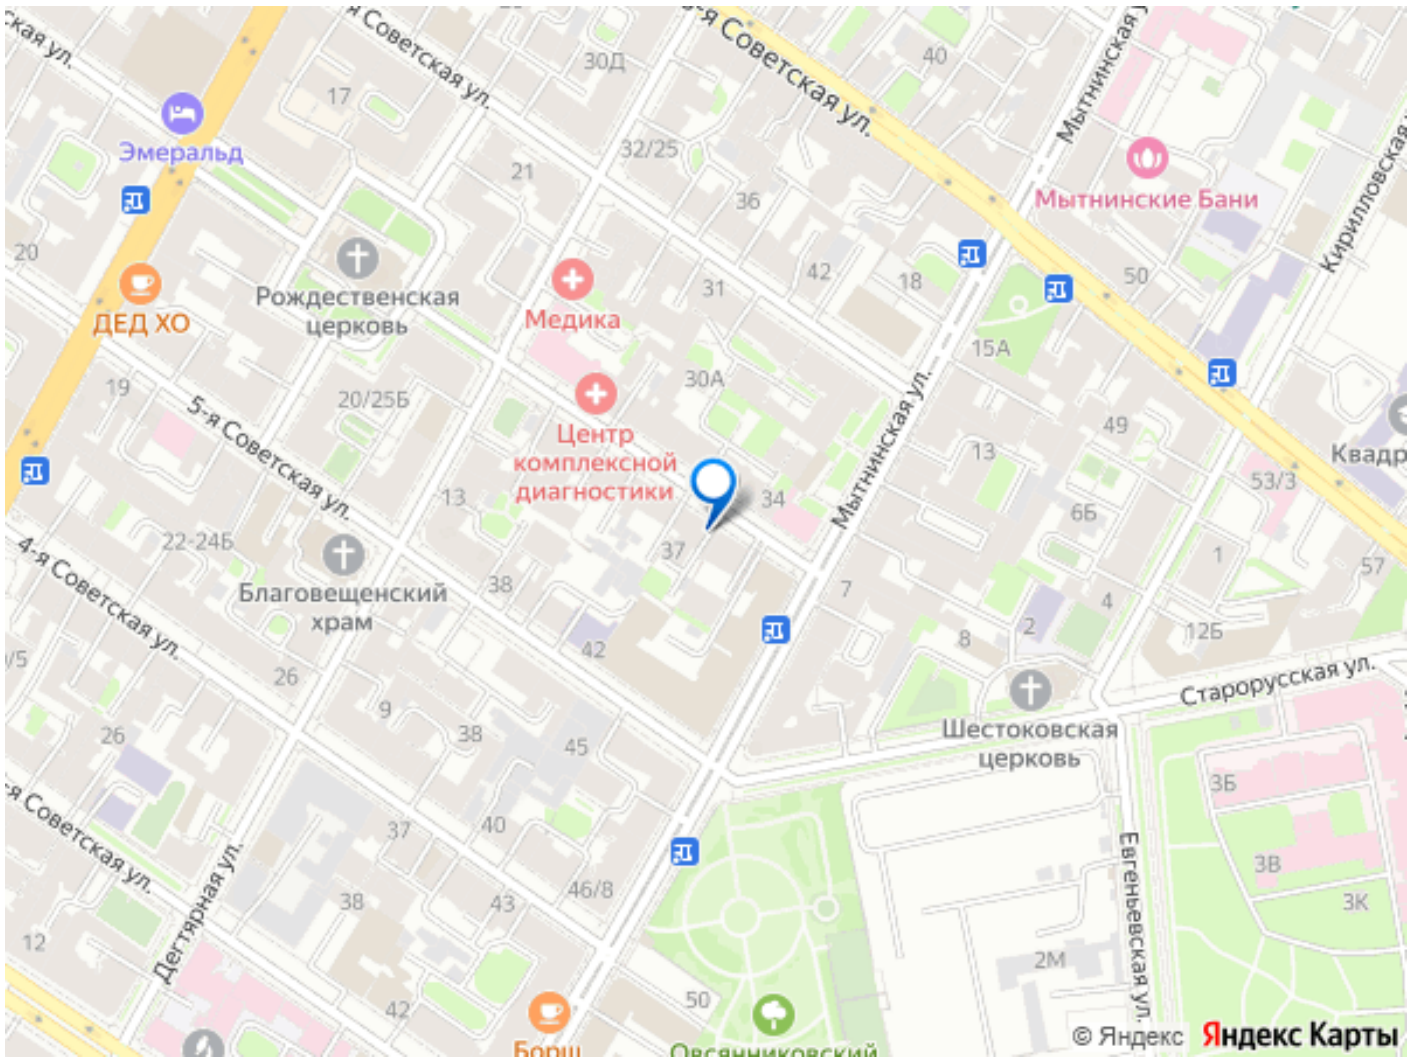 ская ул.
я Советская ул.
30Д
я Советская ул.
40
Мытнинская
17
Эмеральд
21
32/25
36
Мытнинские Бани
Кирилловская
20
Рождественская
церковь
ДЕД ХО
Медика
31
42
18
50
15А
19
20/25Б
30А
5-я Советская ул.
Центр
комплексной
диагностики
Мытнинская ул.
13
49
Квадр
53/3
13
34
6Б
22-24Б
37
1
57
4-я Советская ул.
Благовещенский
храм
38
7
4
2
12Б
8
42
/5
26
Старорусская ул.
Шестоковская
церковь
9
38
45
26
3Б
я Советская ул.
37
40
Евгеньевская ул.
3В
46/8
38
43
3К
12
Дегтярная ул.
2М
42
50
Борщ
Овсянниковский
© Яндекс Яндекс Карты